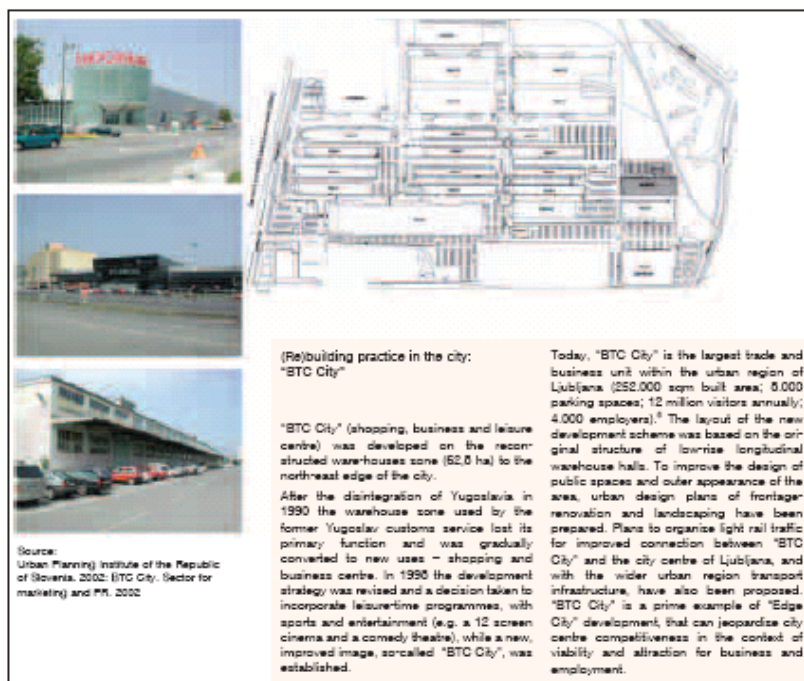 Source:
Urban Planning Institute of the Republic
of Slovenia. 2002; BTC City. Sector for
marketing and PR. 2002
(Re)building practice in the city:
"BTC City"
"BTC City" (shopping, business and leisure
centre) was developed on the recon-
structed ware-houses zone (52,8 ha) to the
north-east edge of the city.
After the disintegration of Yugoslavia in
1990 the warehouse zone used by the
former Yugoslav customs service lost its
primary function and was gradually
converted to new uses – shopping and
business centre. In the development
strategy was revised and a decision taken to
incorporate leisure-time programmes, with
sports and entertainment (e.g. a 12 screen
cinema and a comedy theatre), while a new,
improved image, so-called "BTC City", was
established.
Today, "BTC City" is the largest trade and
business unit within the urban region of
Ljubljana (252.000 sqm built area; parking spaces; 12 million visitors annually;
4.000 employers). The layout of the new
development scheme was based on the ori-
ginal structure of low-rise longitudinal
warehouse halls. To improve the design of
public spaces and outer appearance of the
area, urban design plans of frontage-
renovation and landscaping have been
prepared. Plans to organise light rail traffic
for improved connection between "BTC
City" and the city centre of Ljubljana, and
with the wider urban region transport
infrastructure, have also been proposed.
"BTC City" is a prime example of "Edge
City" development, that can jeopardise city
centre competitiveness in the context of
viability and attraction for business and
employment.